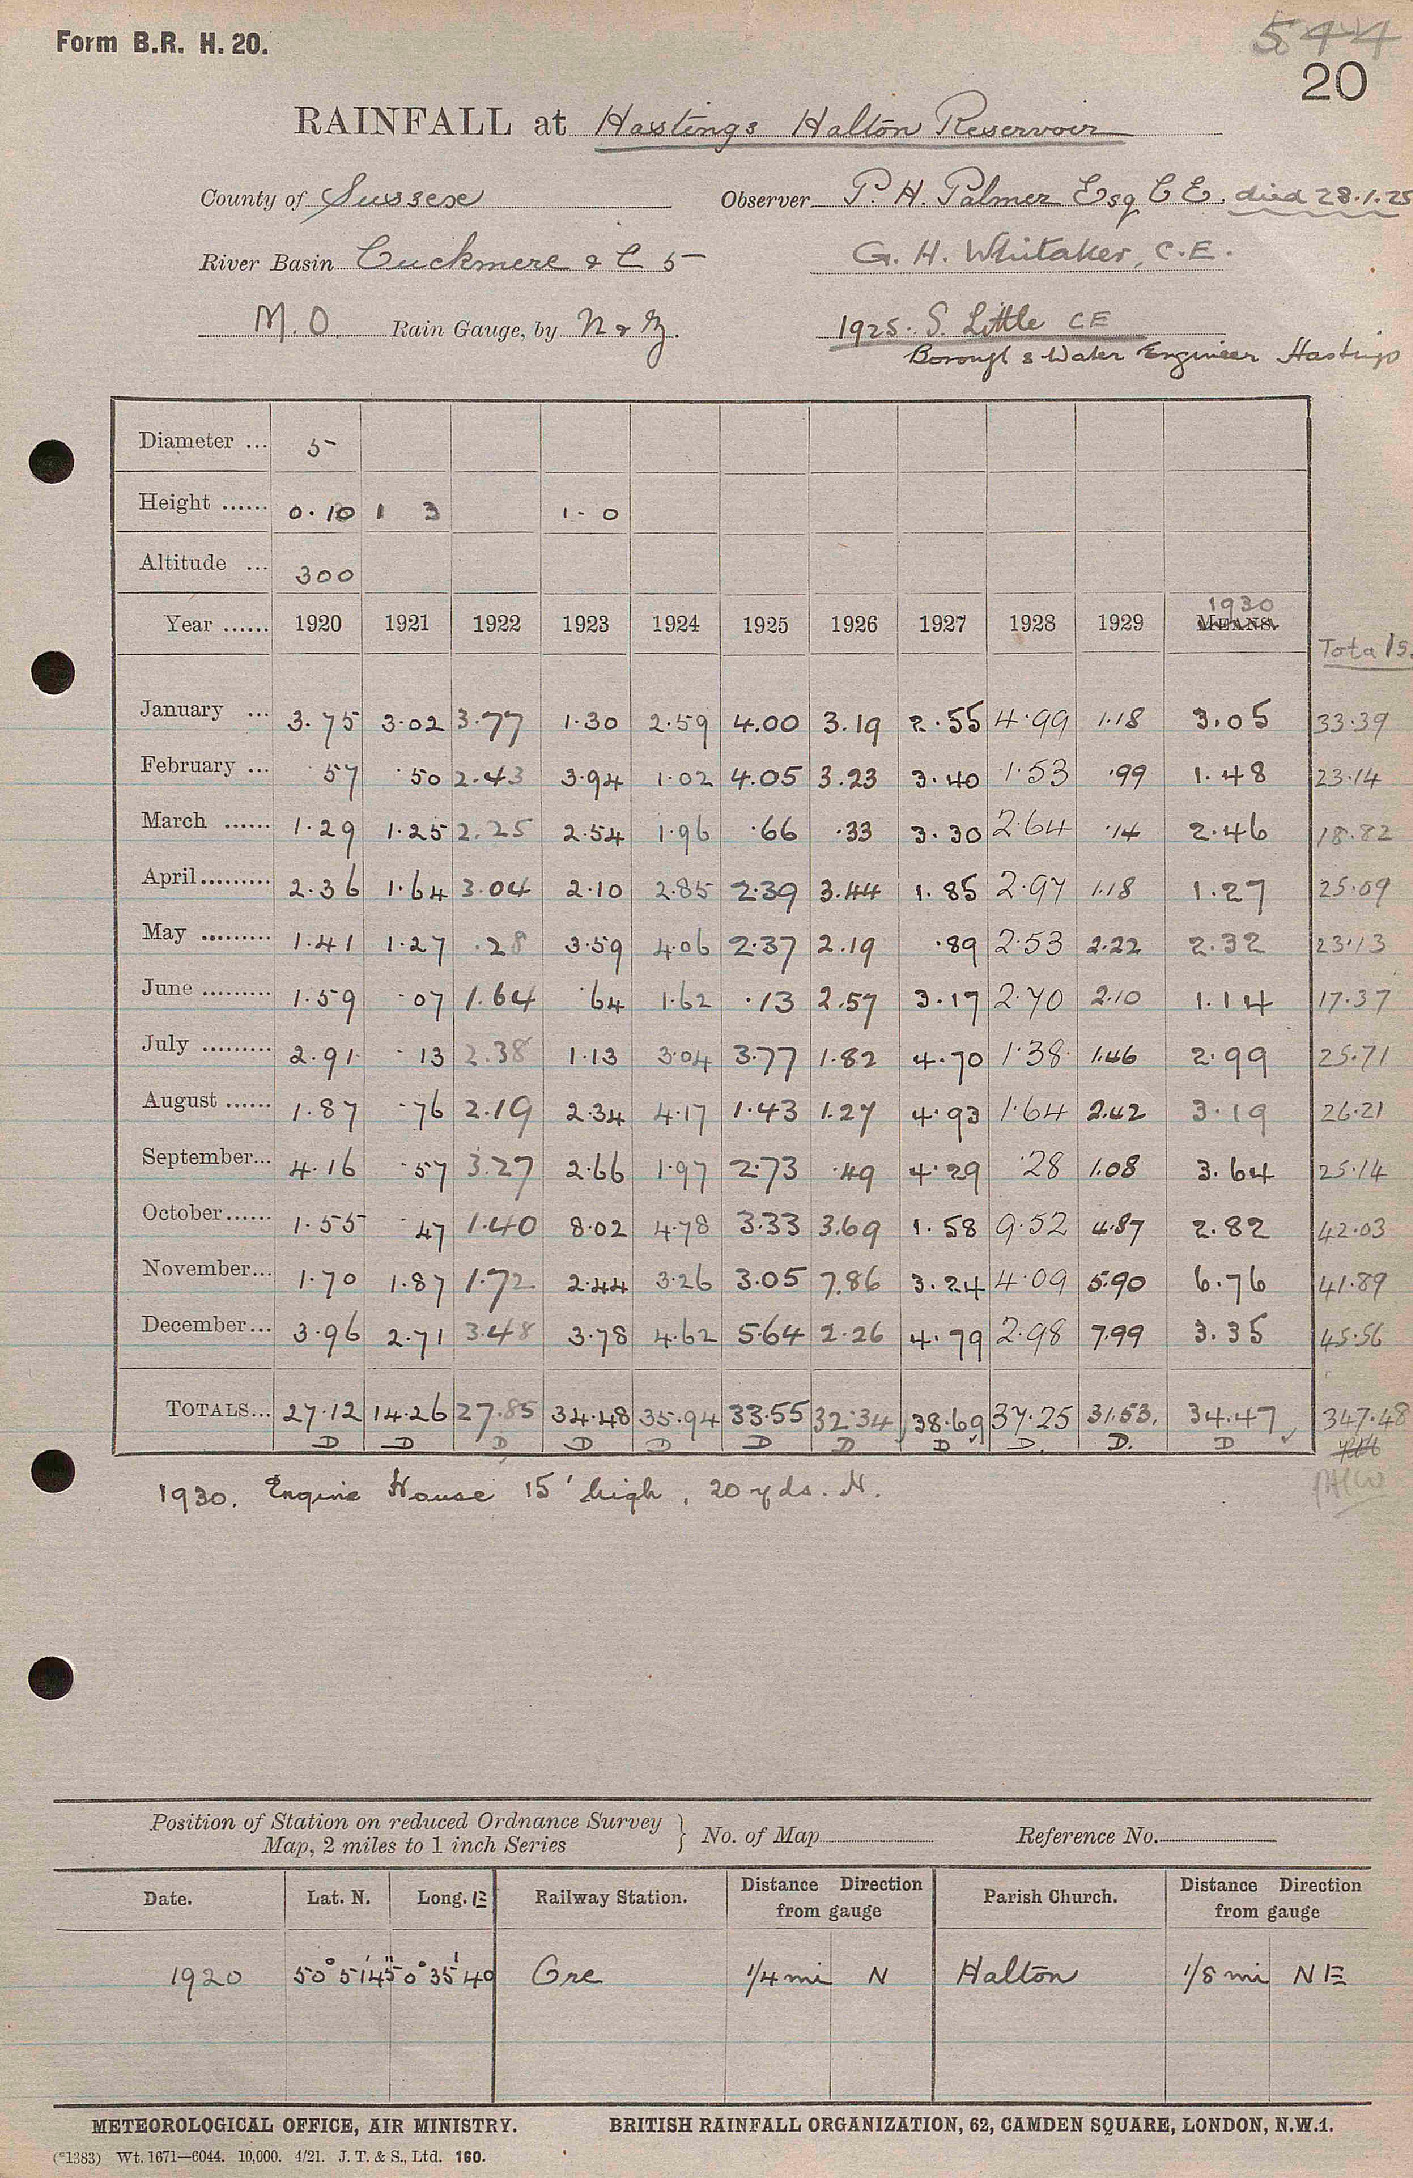 Form B.R. H. 20.
544
20
RAINFALL at Hastings Halton Reservoir
County of Sussex Observer P. H. Palmer Esq C E. died 28.1.25
River Basin Cuckmere & C 5 G. H. Whitaker, C.E.
M.O. Rain Gauge, by N & Z. 1925. S. Little CE
Borough & Water Engineer Hastings
Diameter ... 5
Height ...... 0.10 1 3 1-0
Altitude ... 300
1930
Year ...... 1920 1921 1922 1923 1924 1925 1926 1927 1928 1929 MEANS. Totals.
January ... 3.75 3.02 3.77 1.30 2.59 4.00 3.19 2.55 4.99 1.18 3.05 33.39
February ... .57 .50 2.43 3.94 1.02 4.05 3.23 3.40 1.53 .99 1.48 23.14
March ...... 1.29 1.25 2.25 2.54 1.96 .66 .33 3.30 2.64 .14 2.46 18.82
April......... 2.36 1.64 3.04 2.10 2.85 2.39 3.44 1.85 2.97 1.18 1.27 25.09
May ......... 1.41 1.27 .28 3.59 4.06 2.37 2.19 .89 2.53 2.22 2.32 23.13
June ......... 1.59 .07 1.64 .64 1.62 .13 2.57 3.17 2.70 2.10 1.14 17.37
July ......... 2.91 .13 2.38 1.13 3.04 3.77 1.82 4.70 1.38 1.46 2.99 25.71
August ...... 1.87 .76 2.19 2.34 4.17 1.43 1.27 4.93 1.64 2.42 3.19 26.21
September... 4.16 .57 3.27 2.66 1.97 2.73 .49 4.29 .28 1.08 3.64 25.14
October...... 1.55 .47 1.40 8.02 4.78 3.33 3.69 1.58 9.52 4.87 2.82 42.03
November... 1.70 1.87 1.72 2.44 3.26 3.05 7.86 3.24 4.09 5.90 6.76 41.89
December... 3.96 2.71 3.48 3.78 4.62 5.64 2.26 4.79 2.98 7.99 3.35 45.56
TOTALS... 27.12 14.26 27.85 34.48 35.94 33.55 32.34 38.69 37.25 31.53. 34.47 347.48
D D D D D D D D D. D. D
1930. Engine House 15' high, 20 yds. N.
Position of Station on reduced Ordnance Survey
Map, 2 miles to 1 inch Series } No. of Map Reference No.
Date. Lat. N. Long. E Railway Station. Distance Direction from gauge Parish Church. Distance Direction from gauge
1920 50° 51' 45" 0° 35' 40 Ore 1/4 mi N Halton 1/8 mi NE
METEOROLOGICAL OFFICE, AIR MINISTRY. BRITISH RAINFALL ORGANIZATION, 62, CAMDEN SQUARE, LONDON, N.W.1.
(*1383) Wt. 1671—6044. 10,000. 4/21. J. T. & S., Ltd. 160.